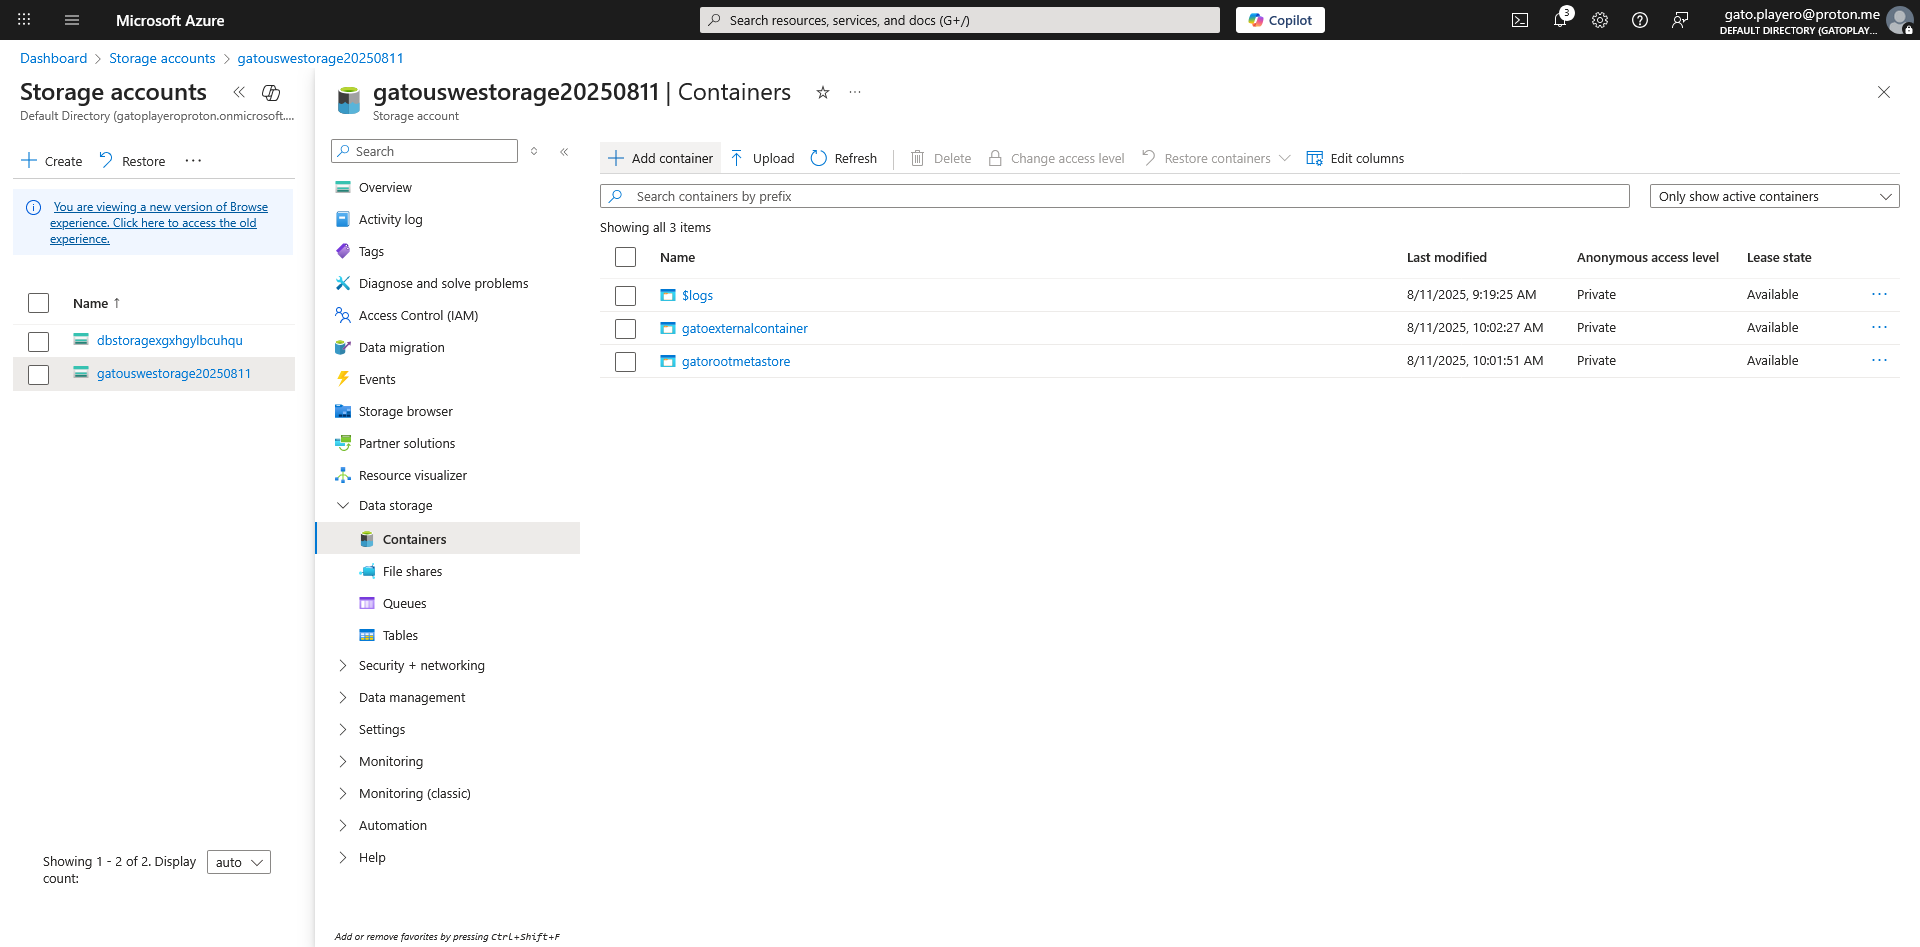 Microsoft Azure
Search resources, services, and docs (G+/)
Copilot
3
gato.playero@proton.me
DEFAULT DIRECTORY (GATOPLAY...
Dashboard > Storage accounts > gatouswestorage20250811
Storage accounts
Default Directory (gatoplayeroproton.onmicrosoft....
Create Restore ...
You are viewing a new version of Browse
experience. Click here to access the old
experience.
Name ↑
dbstoragexgxhgylbcuhqu
gatouswestorage20250811
Showing 1 - 2 of 2. Display
count:
auto
gatouswestorage20250811 | Containers
...
Storage account
Search
Overview
Activity log
Tags
Diagnose and solve problems
Access Control (IAM)
Data migration
Events
Storage browser
Partner solutions
Resource visualizer
Data storage
Containers
File shares
Queues
Tables
Security + networking
Data management
Settings
Monitoring
Monitoring (classic)
Automation
Help
Add or remove favorites by pressing Ctrl+Shift+F
Add container Upload Refresh Delete Change access level Restore containers Edit columns
Search containers by prefix
Only show active containers
Showing all 3 items
Name Last modified Anonymous access level Lease state
$logs 8/11/2025, 9:19:25 AM Private Available ...
gatoexternalcontainer 8/11/2025, 10:02:27 AM Private Available ...
gatorootmetastore 8/11/2025, 10:01:51 AM Private Available ...